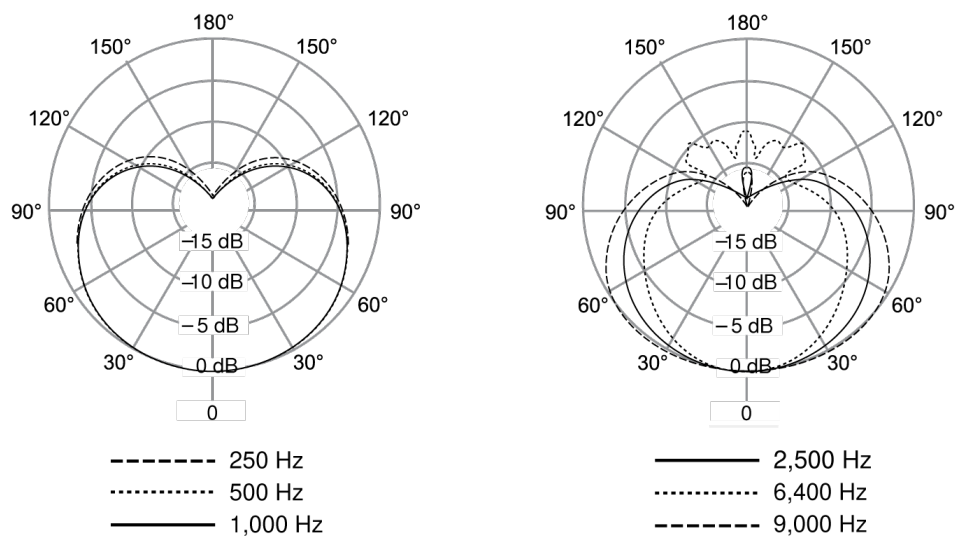 180°
150° 150°
120° 120°
90° 90°
–15 dB
–10 dB
60° 60°
–5 dB
30° 30°
0 dB
0
250 Hz
500 Hz
1,000 Hz
180°
150° 150°
120° 120°
90° 90°
–15 dB
–10 dB
60° 60°
–5 dB
30° 30°
0 dB
0
2,500 Hz
6,400 Hz
9,000 Hz